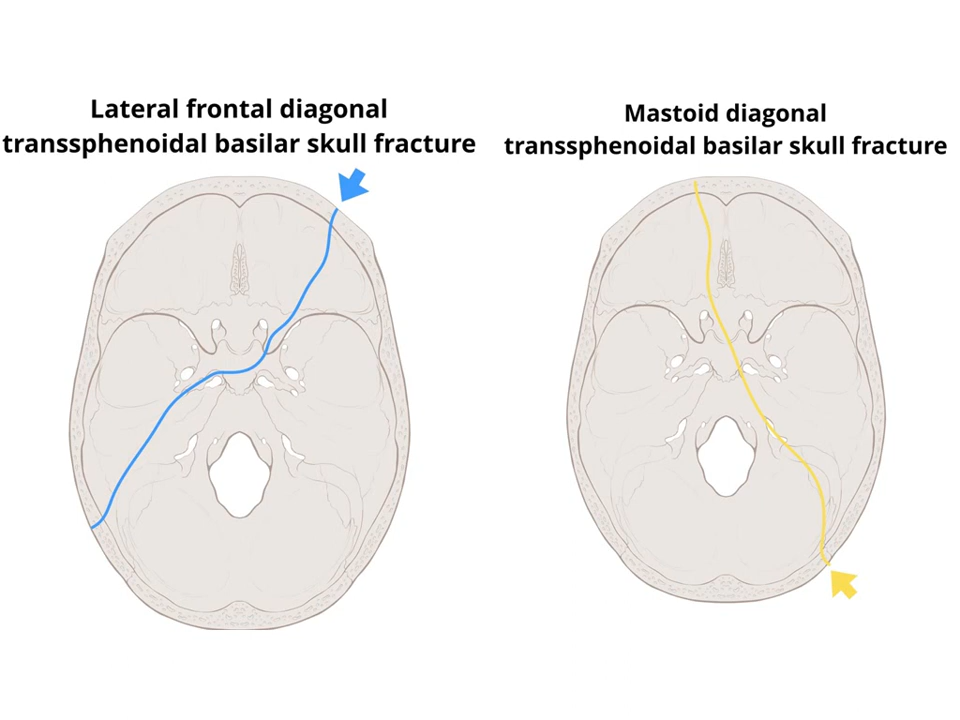 Lateral frontal diagonal
transsphenoidal basilar skull fracture
Mastoid diagonal
transsphenoidal basilar skull fracture